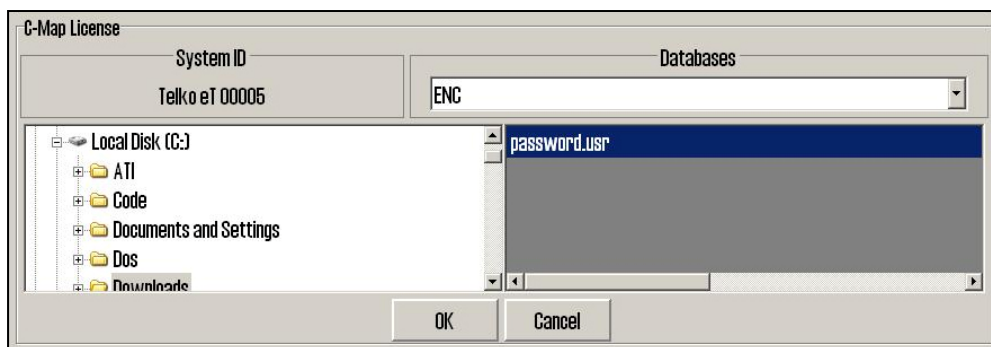 C-Map License
System ID
Databases
Telko eT 00005
ENC
Local Disk (C:)
password.usr
ATI
Code
Documents and Settings
Dos
Downloads
OK
Cancel